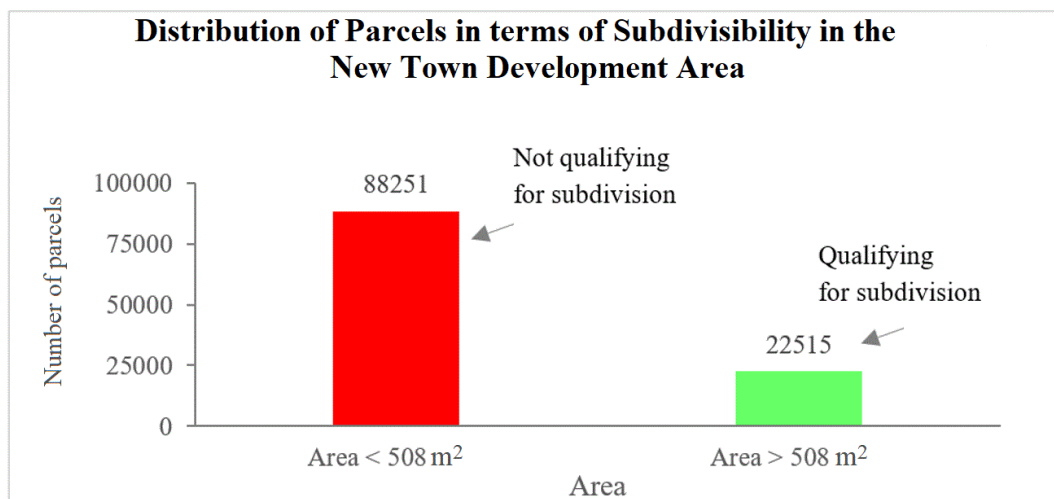 Distribution of Parcels in terms of Subdivisibility in the
New Town Development Area
Not qualifying
for subdivision
Qualifying
for subdivision
Number of parcels
100000
75000
50000
25000
0
88251
22515
Area < 508 m²
Area > 508 m²
Area